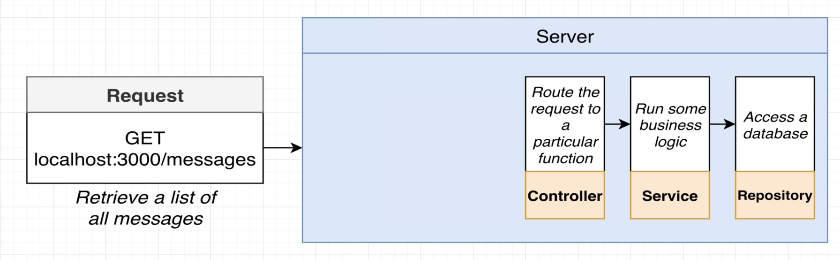 Server
Request
GET
localhost:3000/messages
Retrieve a list of
all messages
Route the
request to
a
particular
function
Controller
Run some
business
logic
Service
Access a
database
Repository